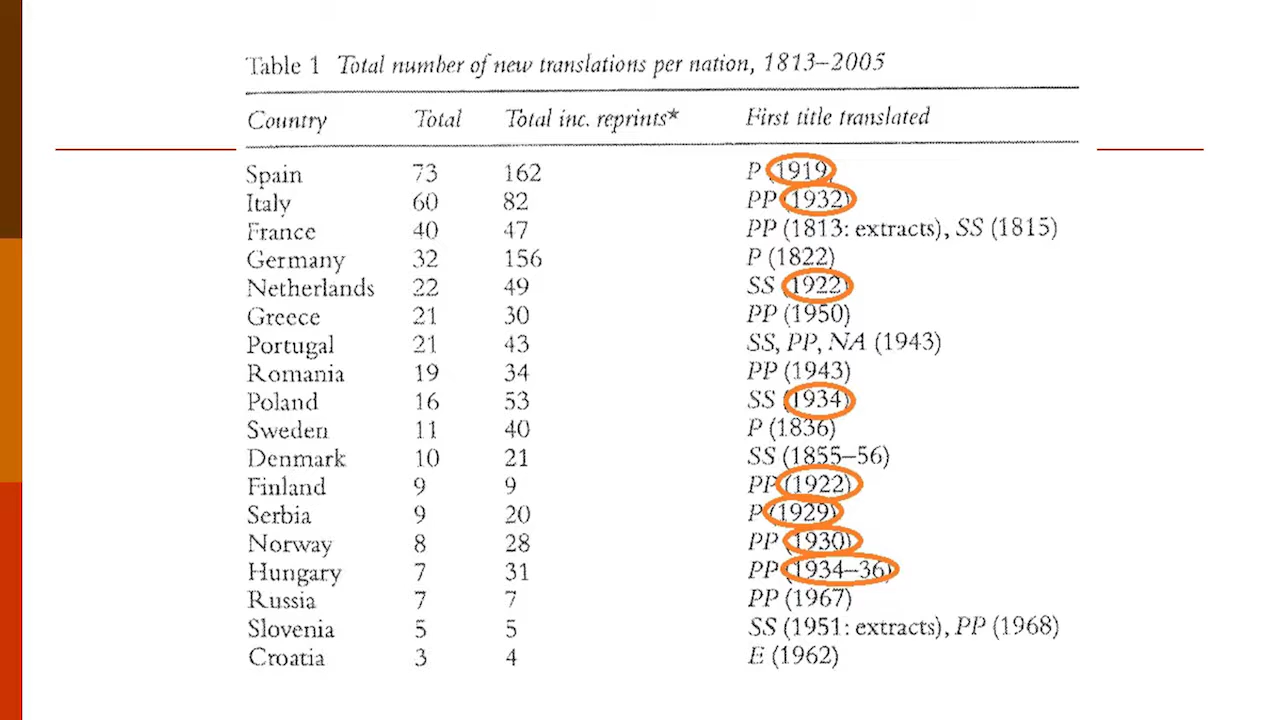 Table 1 Total number of new translations per nation, 1813–2005
Country Total Total inc. reprints* First title translated
Spain 73 162 P (1919)
Italy 60 82 PP (1932)
France 40 47 PP (1813: extracts), SS (1815)
Germany 32 156 P (1822)
Netherlands 22 49 SS (1922)
Greece 21 30 PP (1950)
Portugal 21 43 SS, PP, NA (1943)
Romania 19 34 PP (1943)
Poland 16 53 SS (1934)
Sweden 11 40 P (1836)
Denmark 10 21 SS (1855–56)
Finland 9 9 PP (1922)
Serbia 9 20 P (1929)
Norway 8 28 PP (1930)
Hungary 7 31 PP (1934–36)
Russia 7 7 PP (1967)
Slovenia 5 5 SS (1951: extracts), PP (1968)
Croatia 3 4 E (1962)